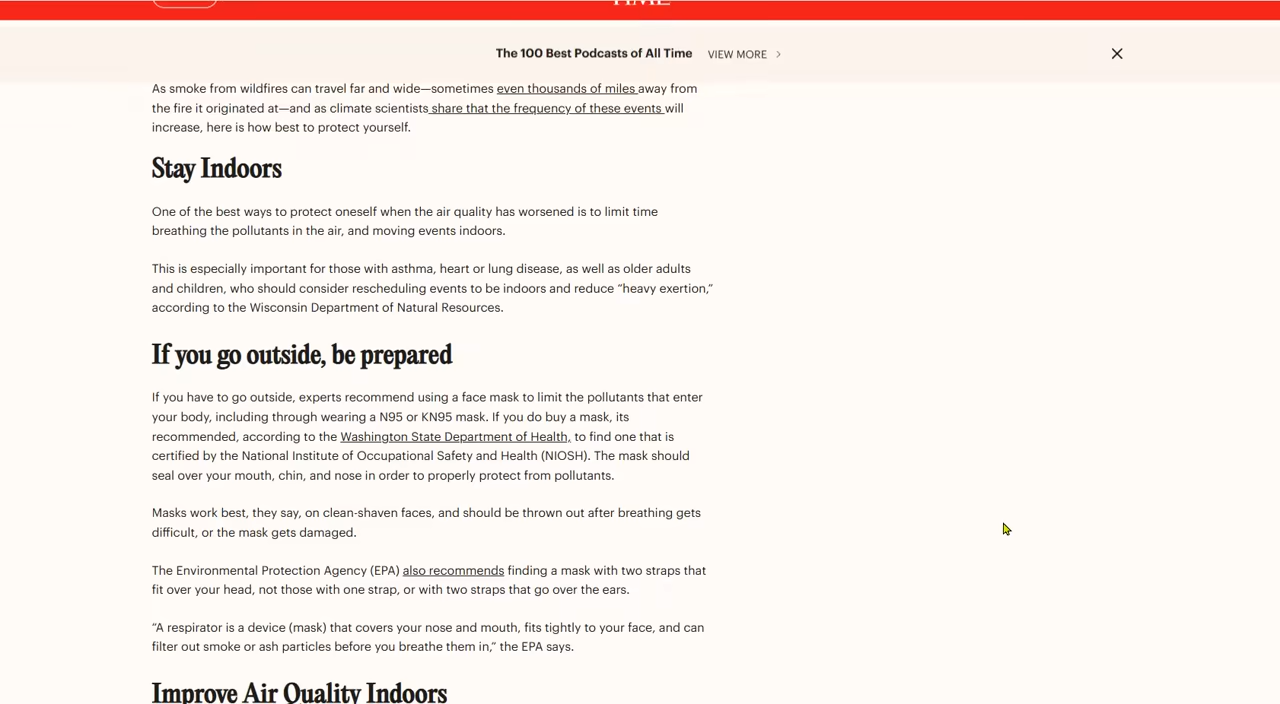 TIME
The 100 Best Podcasts of All Time VIEW MORE
As smoke from wildfires can travel far and wide—sometimes even thousands of miles away from
the fire it originated at—and as climate scientists share that the frequency of these events will
increase, here is how best to protect yourself.
Stay Indoors
One of the best ways to protect oneself when the air quality has worsened is to limit time
breathing the pollutants in the air, and moving events indoors.
This is especially important for those with asthma, heart or lung disease, as well as older adults
and children, who should consider rescheduling events to be indoors and reduce “heavy exertion,”
according to the Wisconsin Department of Natural Resources.
If you go outside, be prepared
If you have to go outside, experts recommend using a face mask to limit the pollutants that enter
your body, including through wearing a N95 or KN95 mask. If you do buy a mask, its
recommended, according to the Washington State Department of Health, to find one that is
certified by the National Institute of Occupational Safety and Health (NIOSH). The mask should
seal over your mouth, chin, and nose in order to properly protect from pollutants.
Masks work best, they say, on clean-shaven faces, and should be thrown out after breathing gets
difficult, or the mask gets damaged.
The Environmental Protection Agency (EPA) also recommends finding a mask with two straps that
fit over your head, not those with one strap, or with two straps that go over the ears.
“A respirator is a device (mask) that covers your nose and mouth, fits tightly to your face, and can
filter out smoke or ash particles before you breathe them in,” the EPA says.
Improve Air Quality Indoors